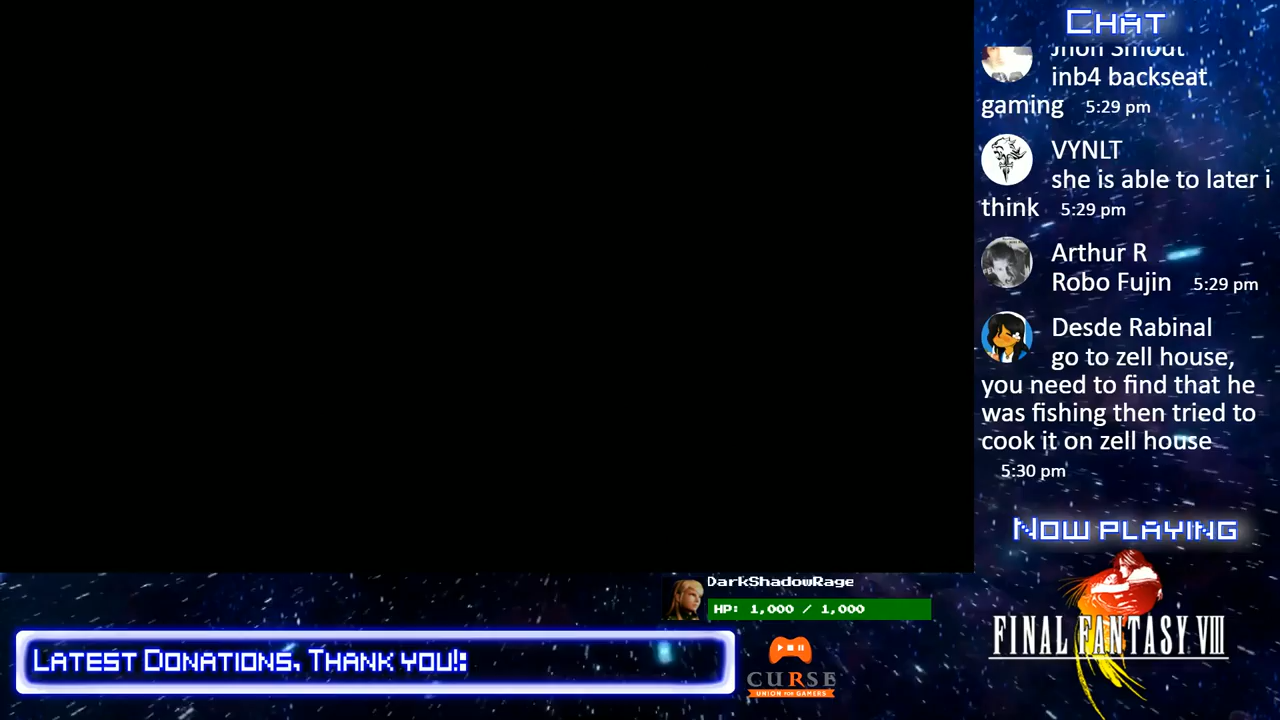 CHAT
Jhon Smout
inb4 backseat
gaming 5:29 pm
VYNLT
she is able to later i
think 5:29 pm
Arthur R
Robo Fujin 5:29 pm
Desde Rabinal
go to zell house,
you need to find that he
was fishing then tried to
cook it on zell house
5:30 pm
NOW PLAYING
FINAL FANTASY VIII
DarkShadowRage
HP: 1,000 / 1,000
LATEST DONATIONS, THANK YOU!:
CURSE
UNION FOR GAMERS